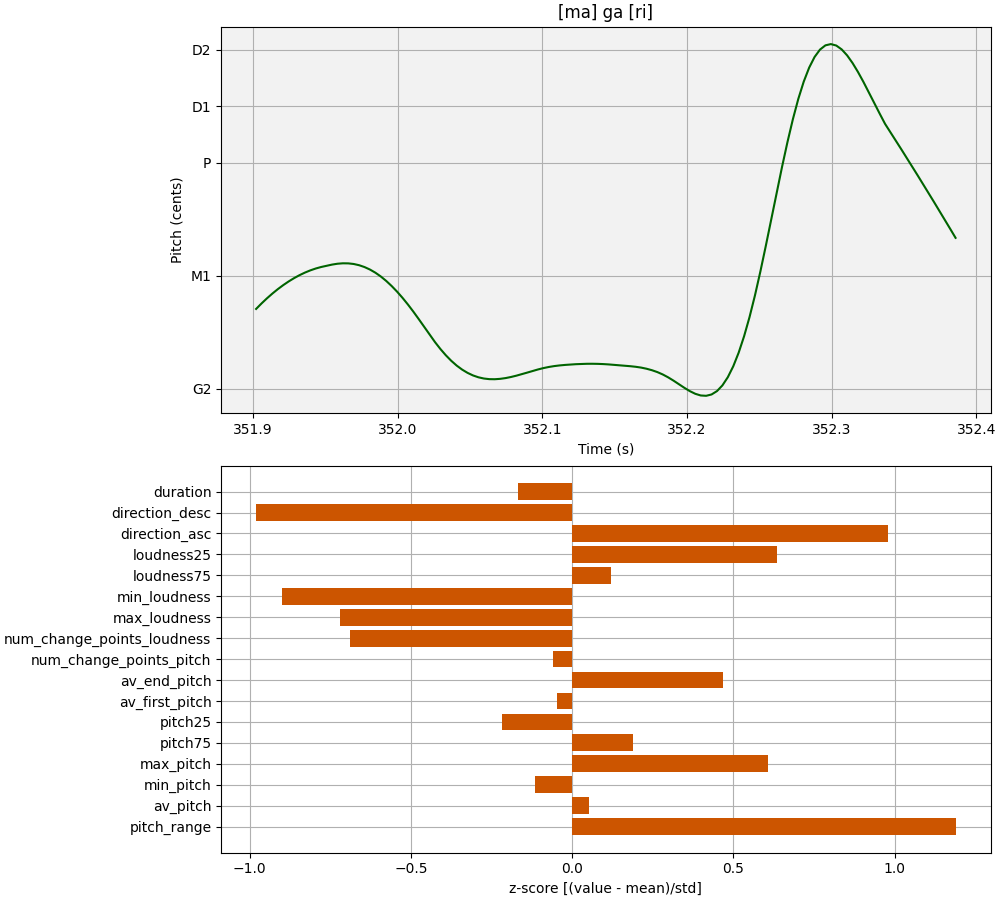 [ma] ga [ri]
D2
D1
P
M1
G2
Pitch (cents)
351.9 352.0 352.1 352.2 352.3 352.4
Time (s)
duration
direction_desc
direction_asc
loudness25
loudness75
min_loudness
max_loudness
num_change_points_loudness
num_change_points_pitch
av_end_pitch
av_first_pitch
pitch25
pitch75
max_pitch
min_pitch
av_pitch
pitch_range
−1.0 −0.5 0.0 0.5 1.0
z-score [(value - mean)/std]